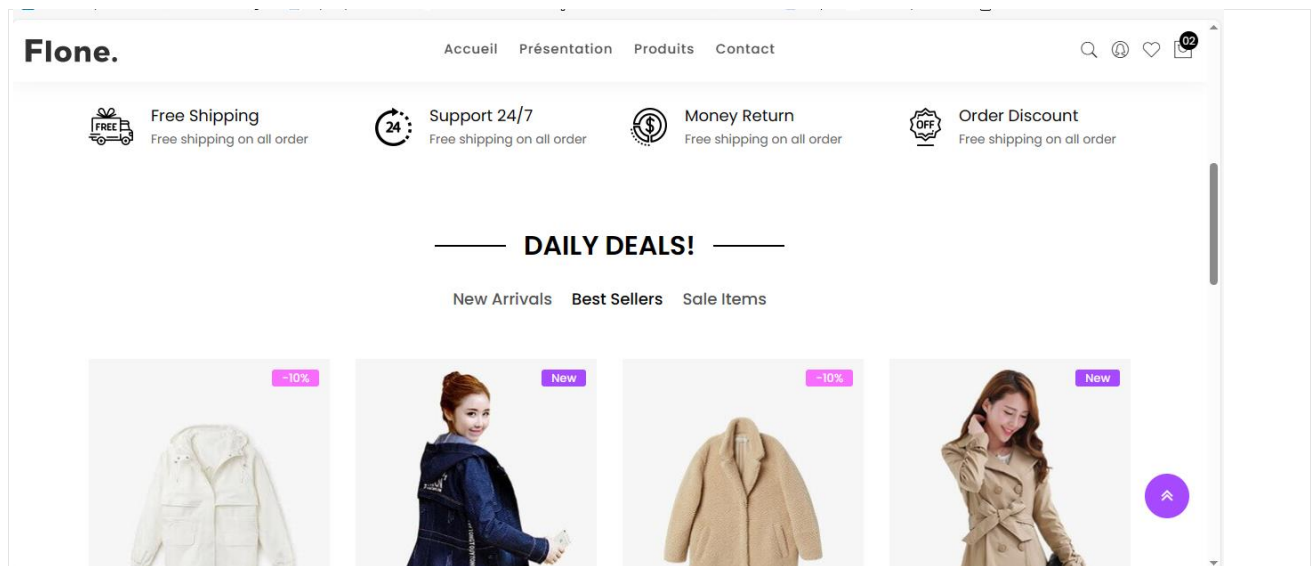 Flone.
Accueil Présentation Produits Contact
02
FREE
Free Shipping
Free shipping on all order
24
Support 24/7
Free shipping on all order
Money Return
Free shipping on all order
OFF
Order Discount
Free shipping on all order
DAILY DEALS!
New Arrivals Best Sellers Sale Items
-10%
New
-10%
New